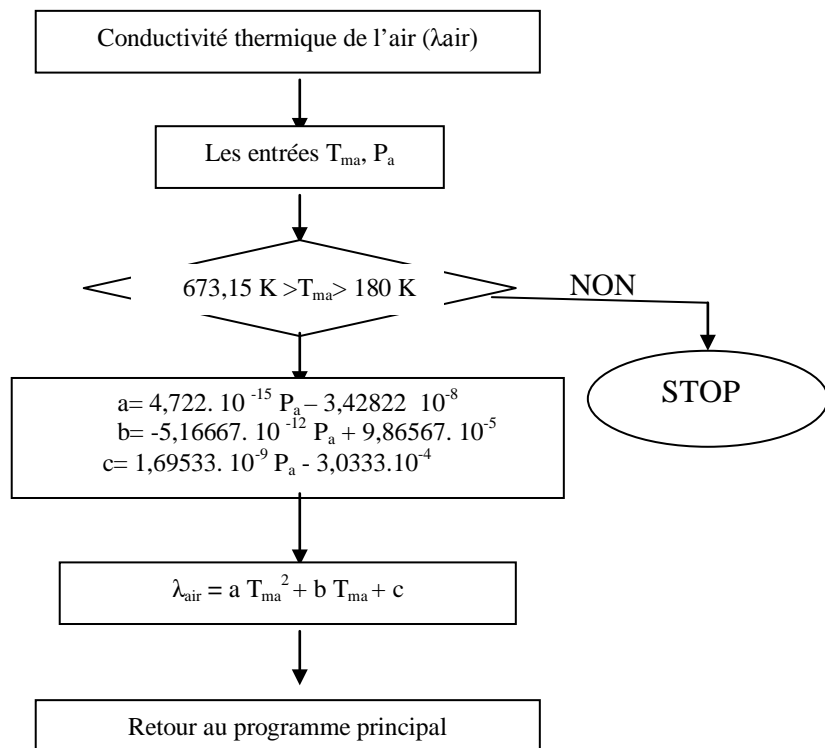 Conductivité thermique de l’air (λair)
Les entrées Tma, Pa
673,15 K >Tma> 180 K
NON
STOP
a= 4,722. 10 -15 Pa – 3,42822 10-8
b= -5,16667. 10 -12 Pa + 9,86567. 10-5
c= 1,69533. 10-9 Pa - 3,0333.10-4
λair = a Tma2 + b Tma + c
Retour au programme principal